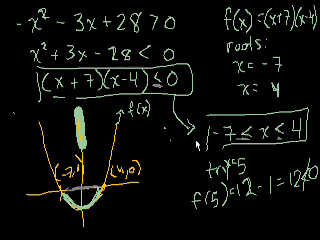 -x² - 3x + 28 > 0
x² + 3x - 28 < 0
(x + 7)(x - 4) ≤ 0
f(x)
(-7, 0)
(4, 0)
f(x) = (x+7)(x-4)
roots:
x = -7
x = 4
-7 ≤ x ≤ 4
try x=5
f(5) = 12 · 1 = 12 ≮ 0